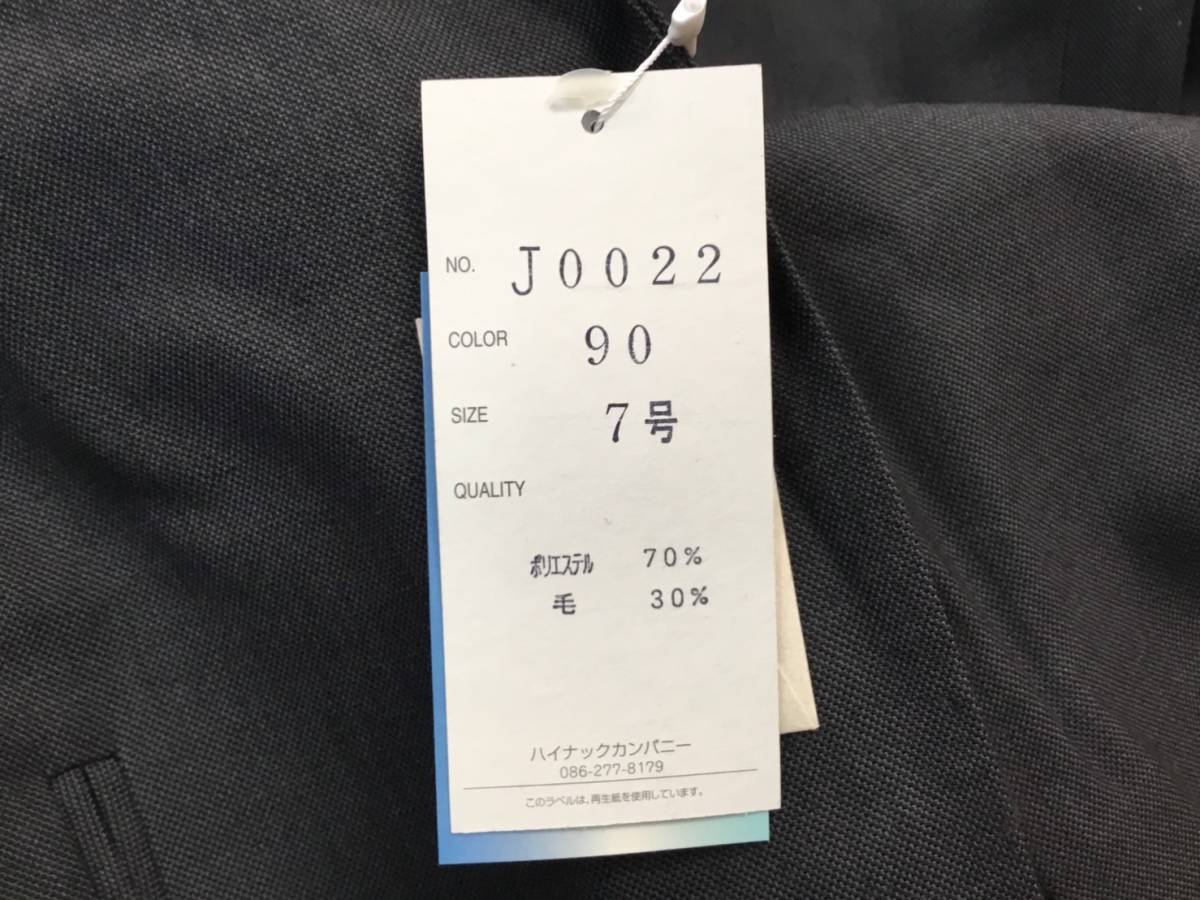 NO. J0022
COLOR 90
SIZE 7号
QUALITY
ポリエステル 70%
毛 30%
ハイナックカンパニー
086-277-8179
このラベルは、再生紙を使用しています。